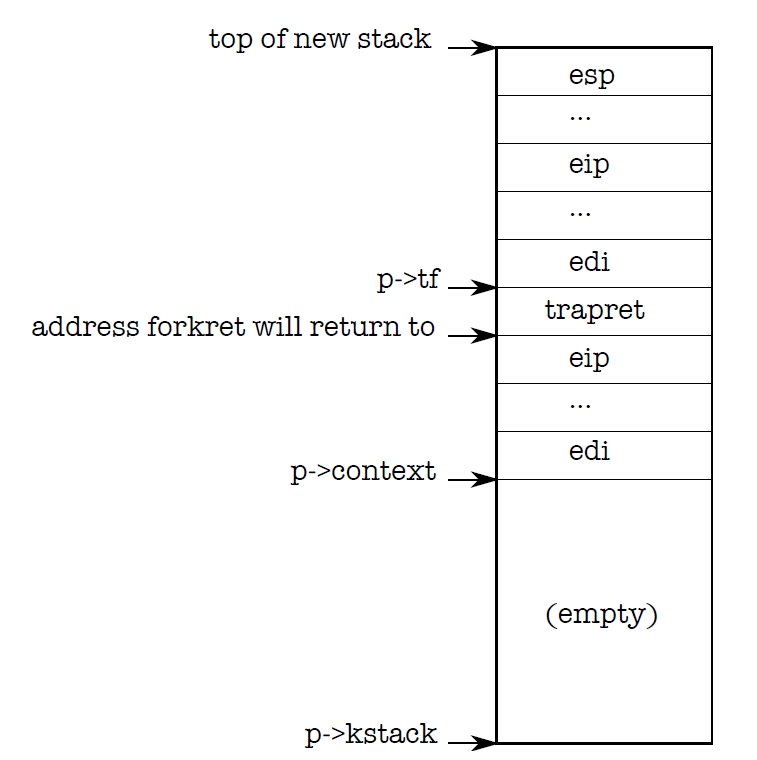 top of new stack
esp
...
eip
...
edi
p->tf
trapret
address forkret will return to
eip
...
edi
p->context
(empty)
p->kstack